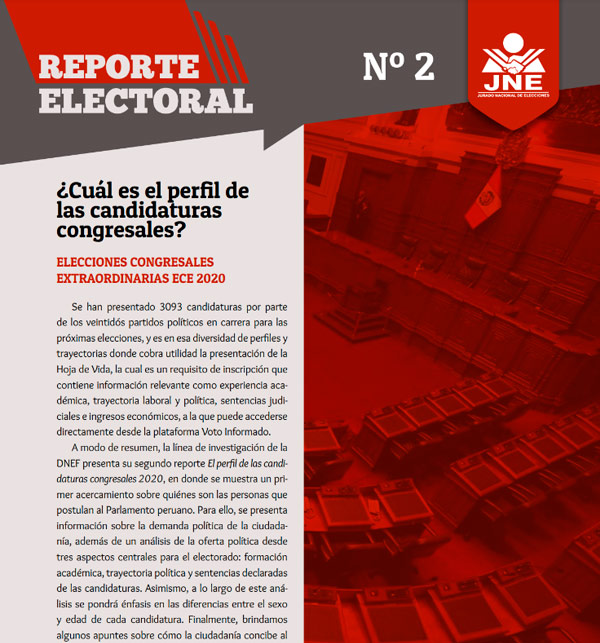 REPORTE
ELECTORAL
Nº 2
JNE
JURADO NACIONAL DE ELECCIONES
¿Cuál es el perfil de
las candidaturas
congresales?
ELECCIONES CONGRESALES
EXTRAORDINARIAS ECE 2020
Se han presentado 3093 candidaturas por parte
de los veintidós partidos políticos en carrera para las
próximas elecciones, y es en esa diversidad de perfiles y
trayectorias donde cobra utilidad la presentación de la
Hoja de Vida, la cual es un requisito de inscripción que
contiene información relevante como experiencia aca-
démica, trayectoria laboral y política, sentencias judi-
ciales e ingresos económicos, a la que puede accederse
directamente desde la plataforma Voto Informado.
A modo de resumen, la línea de investigación de la
DNEF presenta su segundo reporte El perfil de las candi-
daturas congresales 2020, en donde se muestra un pri-
mer acercamiento sobre quiénes son las personas que
postulan al Parlamento peruano. Para ello, se presenta
información sobre la demanda política de la ciudada-
nía, además de un análisis de la oferta política desde
tres aspectos centrales para el electorado: formación
académica, trayectoria política y sentencias declaradas
de las candidaturas. Asimismo, a lo largo de este aná-
lisis se pondrá énfasis en las diferencias entre el sexo
y edad de cada candidatura. Finalmente, brindamos
algunos apuntes sobre cómo la ciudadanía concibe al